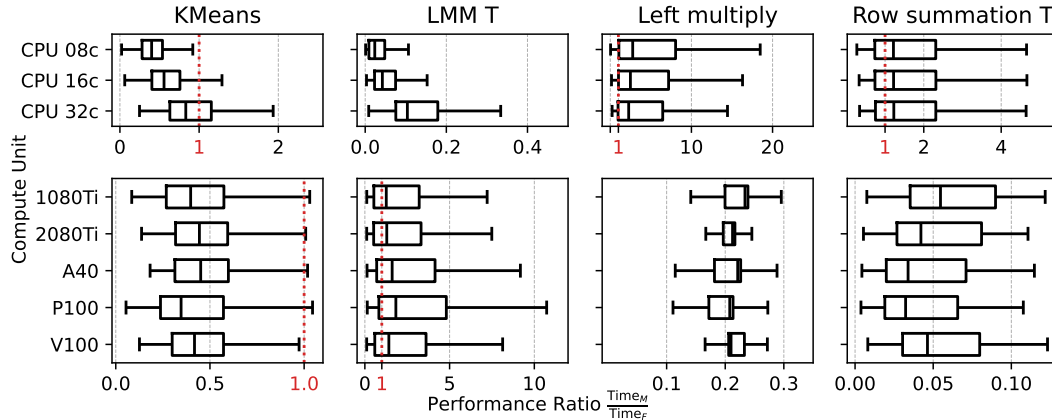 KMeans LMM T Left multiply Row summation T
CPU 08c
CPU 16c
CPU 32c
0 1 2 0.0 0.2 0.4 1 10 20 1 2 4
Compute Unit
1080Ti
2080Ti
A40
P100
V100
0.0 0.5 1.0 0 1 5 10 0.1 0.2 0.3 0.00 0.05 0.10
Performance Ratio Time_M / Time_F